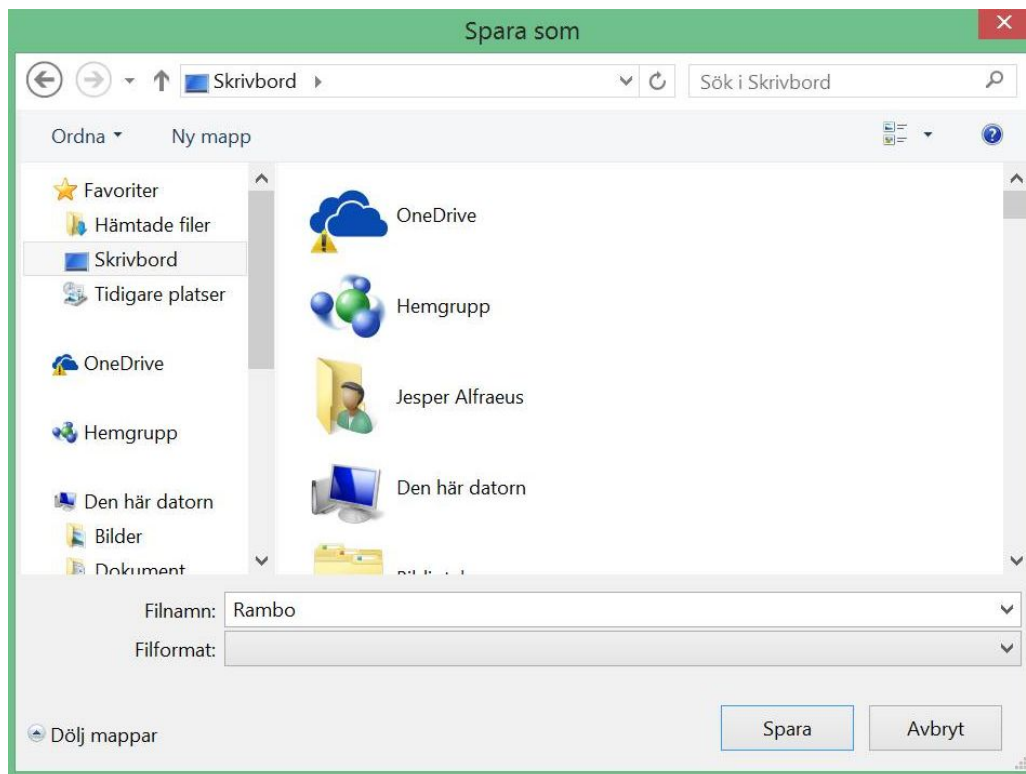 Spara som
Skrivbord
Sök i Skrivbord
Ordna
Ny mapp
Favoriter
Hämtade filer
Skrivbord
Tidigare platser
OneDrive
Hemgrupp
Den här datorn
Bilder
Dokument
OneDrive
Hemgrupp
Jesper Alfraeus
Den här datorn
Filnamn: Rambo
Filformat:
Dölj mappar
Spara
Avbryt